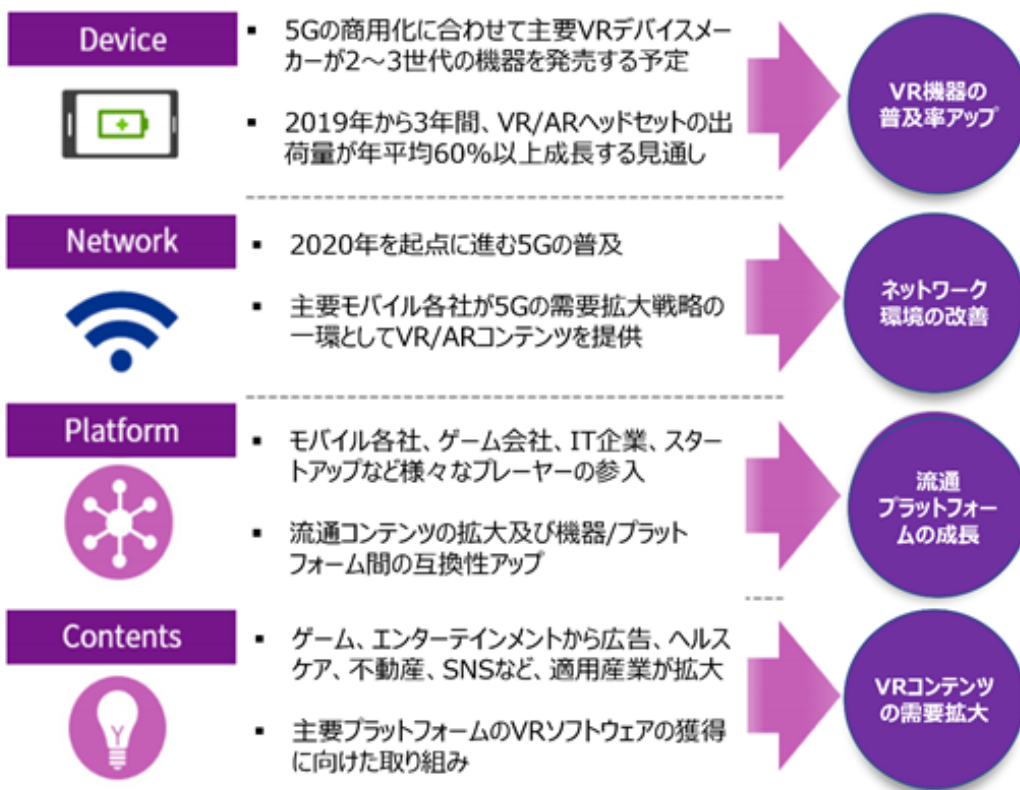 Device
▪ 5Gの商用化に合わせて主要VRデバイスメー
カーが2～3世代の機器を発売する予定
▪ 2019年から3年間、VR/ARヘッドセットの出
荷量が年平均60%以上成長する見通し
VR機器の
普及率アップ
Network
▪ 2020年を起点に進む5Gの普及
▪ 主要モバイル各社が5Gの需要拡大戦略の
一環としてVR/ARコンテンツを提供
ネットワーク
環境の改善
Platform
▪ モバイル各社、ゲーム会社、IT企業、スター
トアップなど様々なプレーヤーの参入
▪ 流通コンテンツの拡大及び機器/プラット
フォーム間の互換性アップ
流通
プラットフォー
ムの成長
Contents
▪ ゲーム、エンターテインメントから広告、ヘルス
ケア、不動産、SNSなど、適用産業が拡大
▪ 主要プラットフォームのVRソフトウェアの獲得
に向けた取り組み
VRコンテンツ
の需要拡大